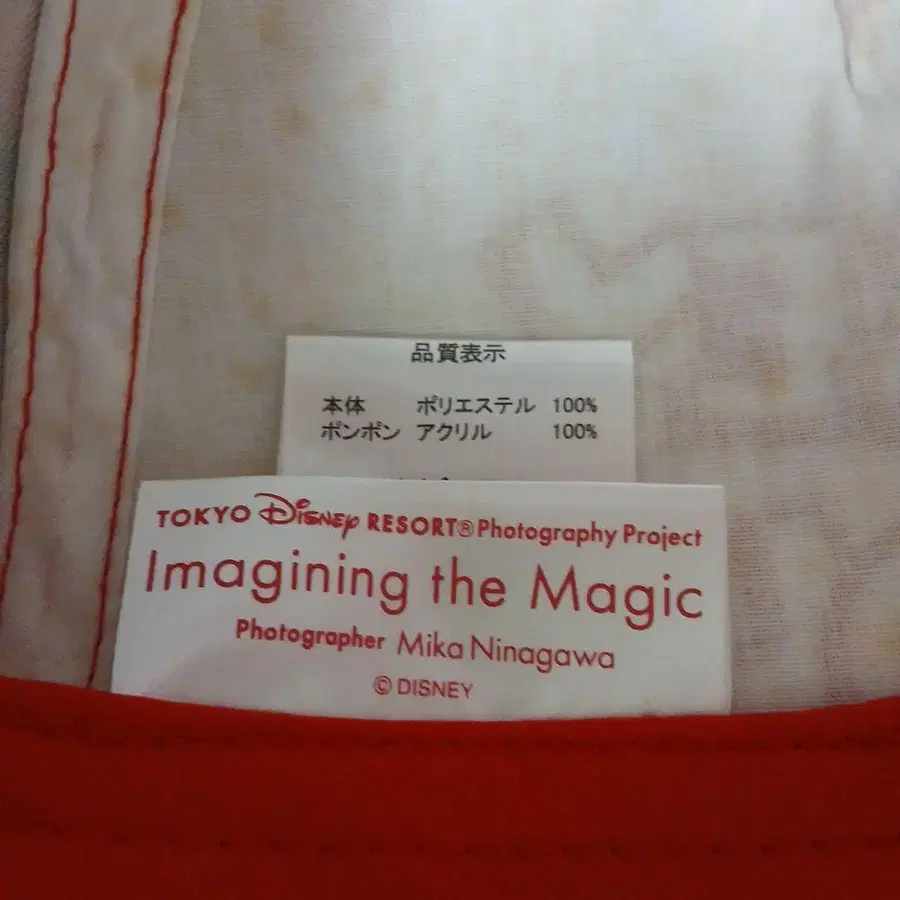 品質表示
本体 ポリエステル 100%
ポンポン アクリル 100%
TOKYO Disney RESORT® Photography Project
Imagining the Magic
Photographer Mika Ninagawa
© DISNEY